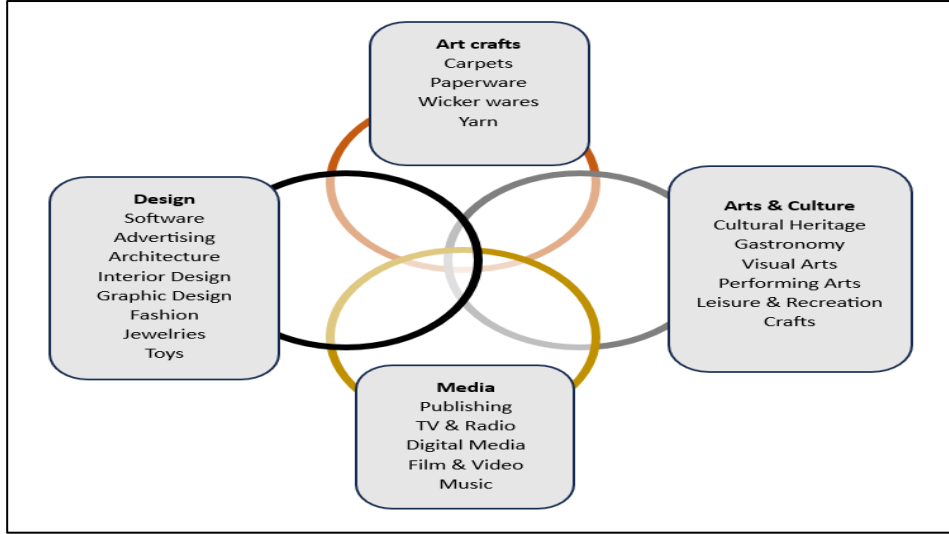 Art crafts
Carpets
Paperware
Wicker wares
Yarn
Design
Software
Advertising
Architecture
Interior Design
Graphic Design
Fashion
Jewelries
Toys
Arts & Culture
Cultural Heritage
Gastronomy
Visual Arts
Performing Arts
Leisure & Recreation
Crafts
Media
Publishing
TV & Radio
Digital Media
Film & Video
Music